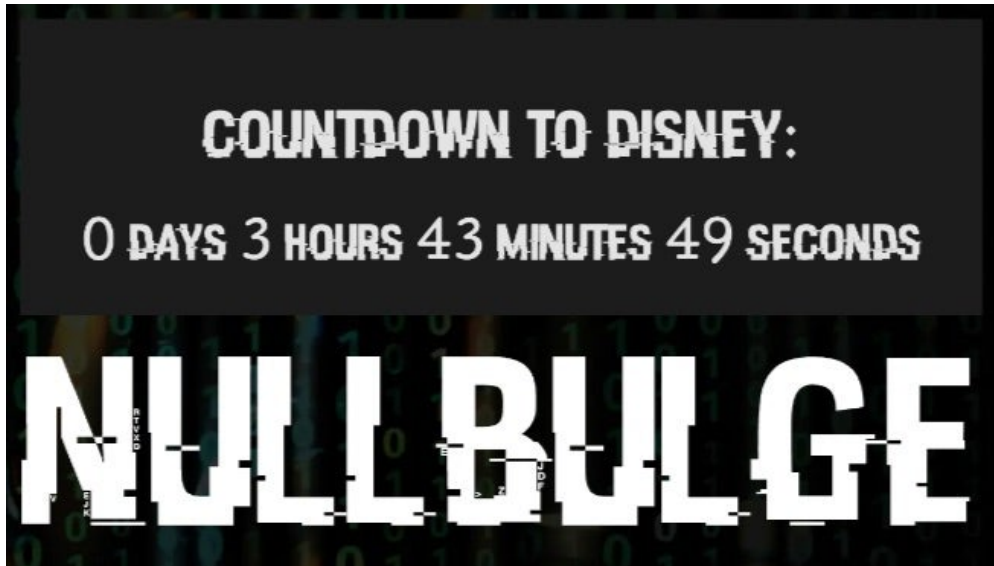 COUNTDOWN TO DISNEY:
0 DAYS 3 HOURS 43 MINUTES 49 SECONDS
NULLBULGE